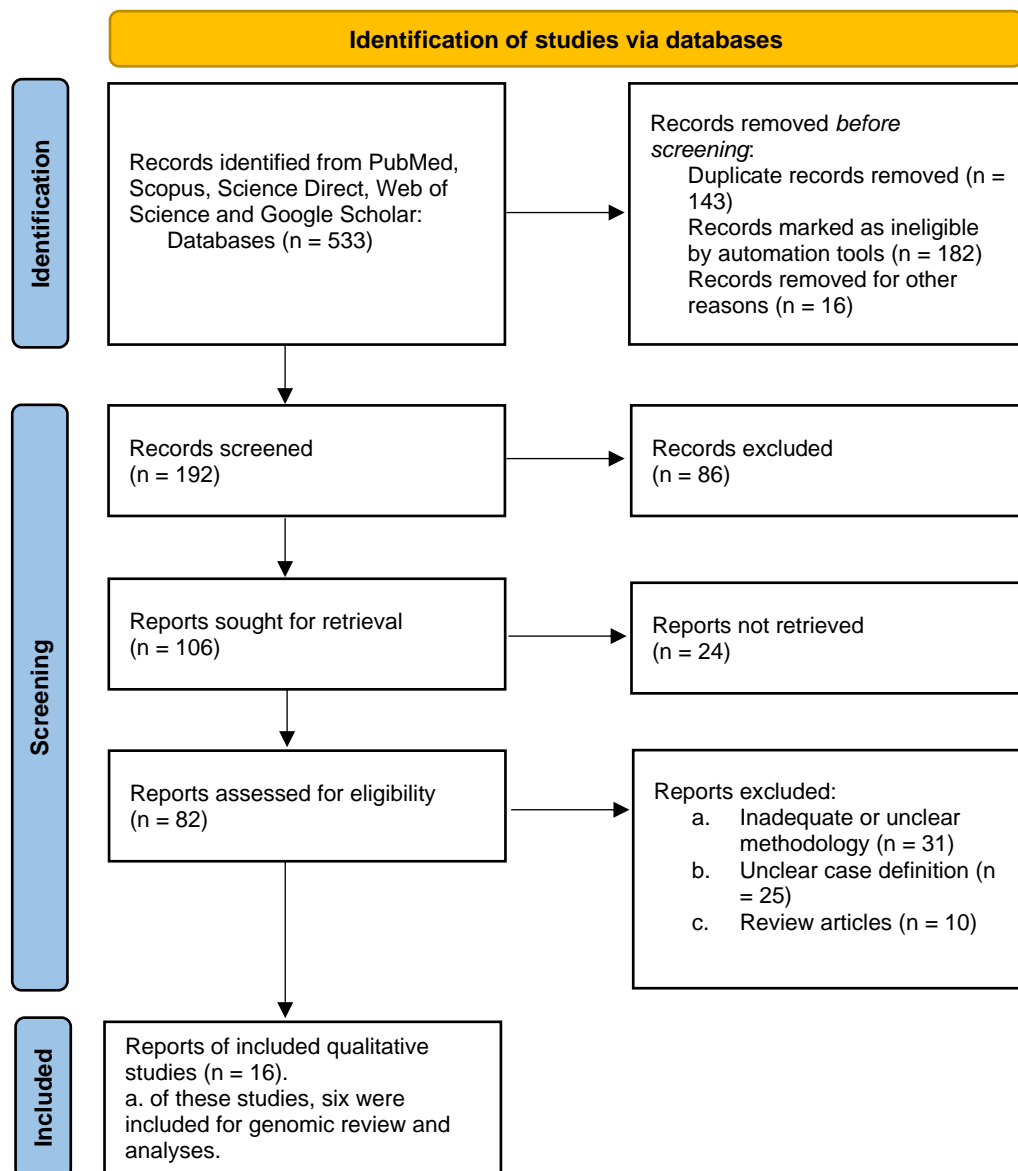 Identification of studies via databases
Identification
Records identified from PubMed,
Scopus, Science Direct, Web of
Science and Google Scholar:
Databases (n = 533)
Records removed before
screening:
Duplicate records removed (n =
143)
Records marked as ineligible
by automation tools (n = 182)
Records removed for other
reasons (n = 16)
Screening
Records screened
(n = 192)
Records excluded
(n = 86)
Reports sought for retrieval
(n = 106)
Reports not retrieved
(n = 24)
Reports assessed for eligibility
(n = 82)
Reports excluded:
a. Inadequate or unclear
methodology (n = 31)
b. Unclear case definition (n
= 25)
c. Review articles (n = 10)
Included
Reports of included qualitative
studies (n = 16).
a. of these studies, six were
included for genomic review and
analyses.